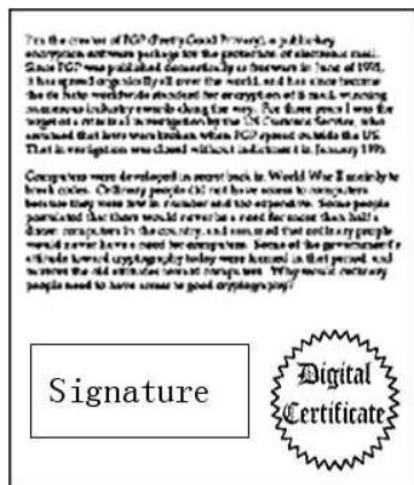 I'm the creator of PGP (Pretty Good Privacy), a public-key
encryption software package for the protection of electronic mail.
Since PGP was published domestically as freeware in June of 1991,
it has spread organically all over the world, and has since become
the de facto worldwide standard for encryption of E-mail, winning
numerous industry awards along the way. For three years I was the
target of a criminal investigation by the US Customs Service, who
assumed that laws were broken when PGP spread outside the US.
That investigation was closed without indictment in January 1996.
Computers were developed in secret back in World War II mainly to
break codes. Ordinary people did not have access to computers,
because they were few in number and too expensive. Some people
postulated that there would never be a need for more than half a
dozen computers in the country, and assumed that ordinary people
would never have a need for computers. Some of the government's
attitude toward cryptography today were formed in that period, and
the old attitudes toward computers. Why would ordinary
people need to have access to good cryptography?
Signature
Digital
Certificate